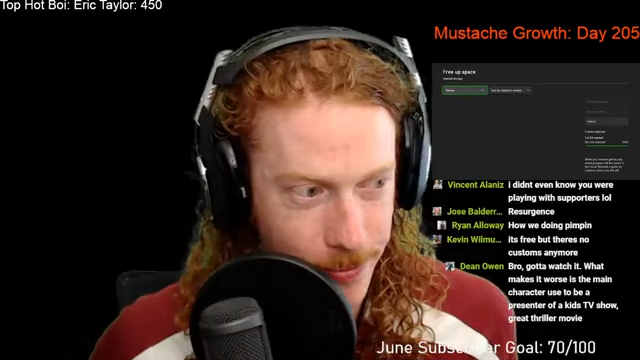 Top Hot Boi: Eric Taylor: 450
Mustache Growth: Day 205
Free up space
Vincent Alaniz i didnt even know you were
playing with supporters lol
Jose Balderr... Resurgence
Ryan Alloway How we doing pimpin
Kevin Wilmu... its free but theres no
customs anymore
Dean Owen Bro, gotta watch it. What
makes it worse is the main
character use to be a
presenter of a kids TV show,
great thriller movie
June Subscriber Goal: 70/100